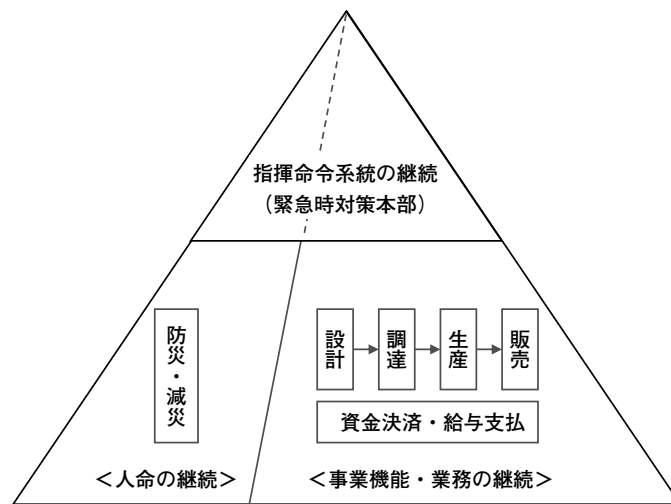 指揮命令系統の継続
（緊急時対策本部）
防災・減災
設計
調達
生産
販売
資金決済・給与支払
＜人命の継続＞
＜事業機能・業務の継続＞